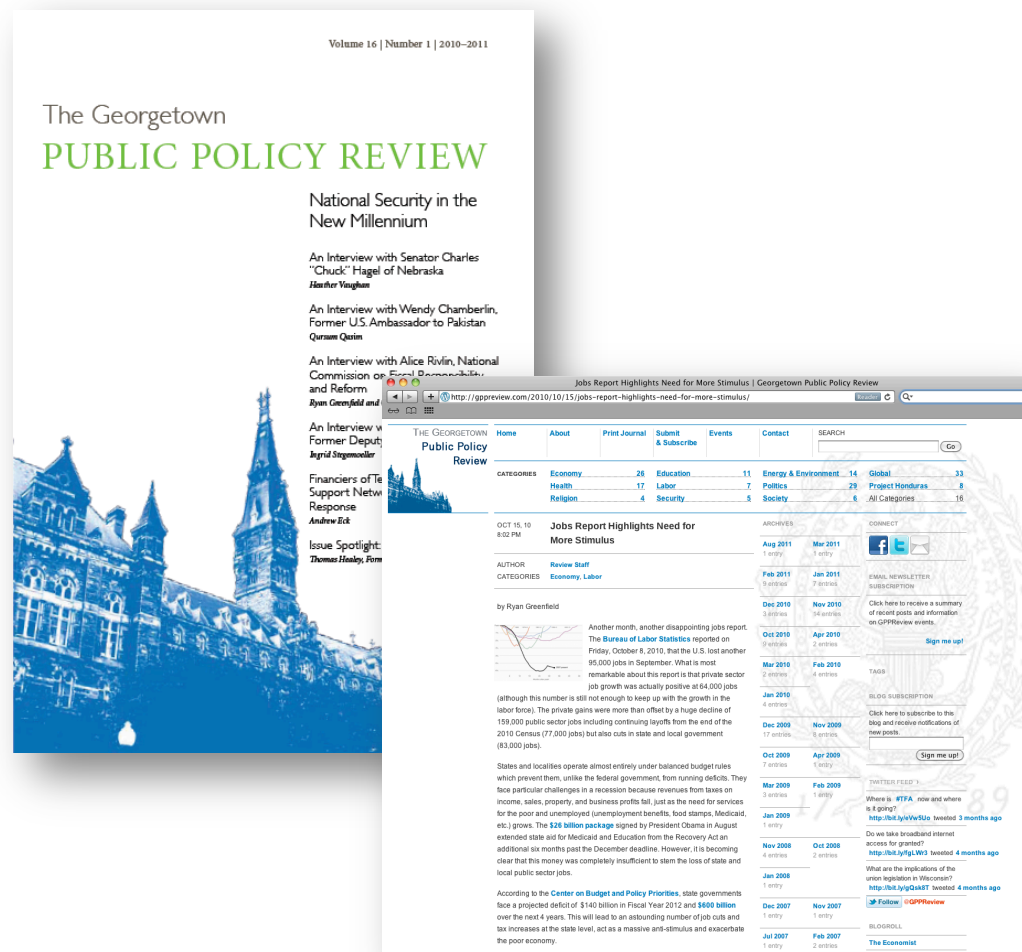 Volume 16 | Number 1 | 2010–2011
The Georgetown
PUBLIC POLICY REVIEW
National Security in the
New Millennium
An Interview with Senator Charles
"Chuck" Hagel of Nebraska
Heather Vaughan
An Interview with Wendy Chamberlin,
Former U.S. Ambassador to Pakistan
Qursum Qasim
An Interview with Alice Rivlin, National
Commission on Fiscal Responsibility
and Reform
Ryan Greenfield and
An Interview
Former Deputy
Ingrid Stegemoeller
Financiers of
Support
Response
Andrew Eck
Issue Spotlight:
Thomas Healey,
Jobs Report Highlights Need for More Stimulus | Georgetown Public Policy Review
http://gppreview.com/2010/10/15/jobs-report-highlights-need-for-more-stimulus/
Reader
THE GEORGETOWN
Public Policy
Review
Home About Print Journal Submit & Subscribe Events Contact SEARCH
Go
CATEGORIES
Economy 26 Education 11 Energy & Environment 14 Global 33
Health 17 Labor 7 Politics 29 Project Honduras 8
Religion 4 Security 5 Society 6 All Categories 16
OCT 15, 10
8:02 PM
Jobs Report Highlights Need for
More Stimulus
AUTHOR Review Staff
CATEGORIES Economy, Labor
by Ryan Greenfield
Another month, another disappointing jobs report.
The Bureau of Labor Statistics reported on
Friday, October 8, 2010, that the U.S. lost another
95,000 jobs in September. What is most
remarkable about this report is that private sector
job growth was actually positive at 64,000 jobs
(although this number is still not enough to keep up with the growth in the
labor force). The private gains were more than offset by a huge decline of
159,000 public sector jobs including continuing layoffs from the end of the
2010 Census (77,000 jobs) but also cuts in state and local government
(83,000 jobs).
States and localities operate almost entirely under balanced budget rules
which prevent them, unlike the federal government, from running deficits. They
face particular challenges in a recession because revenues from taxes on
income, sales, property, and business profits fall, just as the need for services
for the poor and unemployed (unemployment benefits, food stamps, Medicaid,
etc.) grows. The $26 billion package signed by President Obama in August
extended state aid for Medicaid and Education from the Recovery Act an
additional six months past the December deadline. However, it is becoming
clear that this money was completely insufficient to stem the loss of state and
local public sector jobs.
According to the Center on Budget and Policy Priorities, state governments
face a projected deficit of $140 billion in Fiscal Year 2012 and $600 billion
over the next 4 years. This will lead to an astounding number of job cuts and
tax increases at the state level, act as a massive anti-stimulus and exacerbate
the poor economy.
ARCHIVES
Aug 2011 Mar 2011
1 entry 1 entry
Feb 2011 Jan 2011
9 entries 7 entries
Dec 2010 Nov 2010
3 entries 34 entries
Oct 2010 Apr 2010
9 entries 2 entries
Mar 2010 Feb 2010
2 entries 4 entries
Jan 2010
4 entries
Dec 2009 Nov 2009
17 entries 8 entries
Oct 2009 Apr 2009
7 entries 1 entry
Mar 2009 Feb 2009
3 entries 1 entry
Jan 2009
1 entry
Nov 2008 Oct 2008
4 entries 2 entries
Jan 2008
1 entry
Dec 2007 Nov 2007
1 entry 1 entry
Jul 2007 Feb 2007
1 entry 2 entries
CONNECT
EMAIL NEWSLETTER
SUBSCRIPTION
Click here to receive a summary
of recent posts and information
on GPPReview events.
Sign me up!
TAGS
BLOG SUBSCRIPTION
Click here to subscribe to this
blog and receive notifications of
new posts.
Sign me up!
TWITTER FEED
Where is #TFA now and where
is it going?
http://bit.ly/eVw5Uo tweeted 3 months ago
Do we take broadband internet
access for granted?
http://bit.ly/fgLWr3 tweeted 4 months ago
What are the implications of the
union legislation in Wisconsin?
http://bit.ly/gQsk8T tweeted 4 months ago
Follow @GPPReview
BLOGROLL
The Economist
17 89